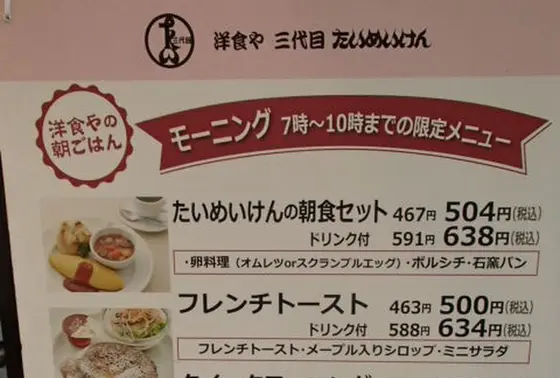 三代目
洋食や 三代目 たいめいけん
洋食やの
朝ごはん
モーニング 7時〜10時までの限定メニュー
たいめいけんの朝食セット 467円 504円(税込)
ドリンク付 591円 638円(税込)
・卵料理(オムレツorスクランブルエッグ)・ボルシチ・石窯パン
フレンチトースト 463円 500円(税込)
ドリンク付 588円 634円(税込)
フレンチトースト・メープル入りシロップ・ミニサラダ